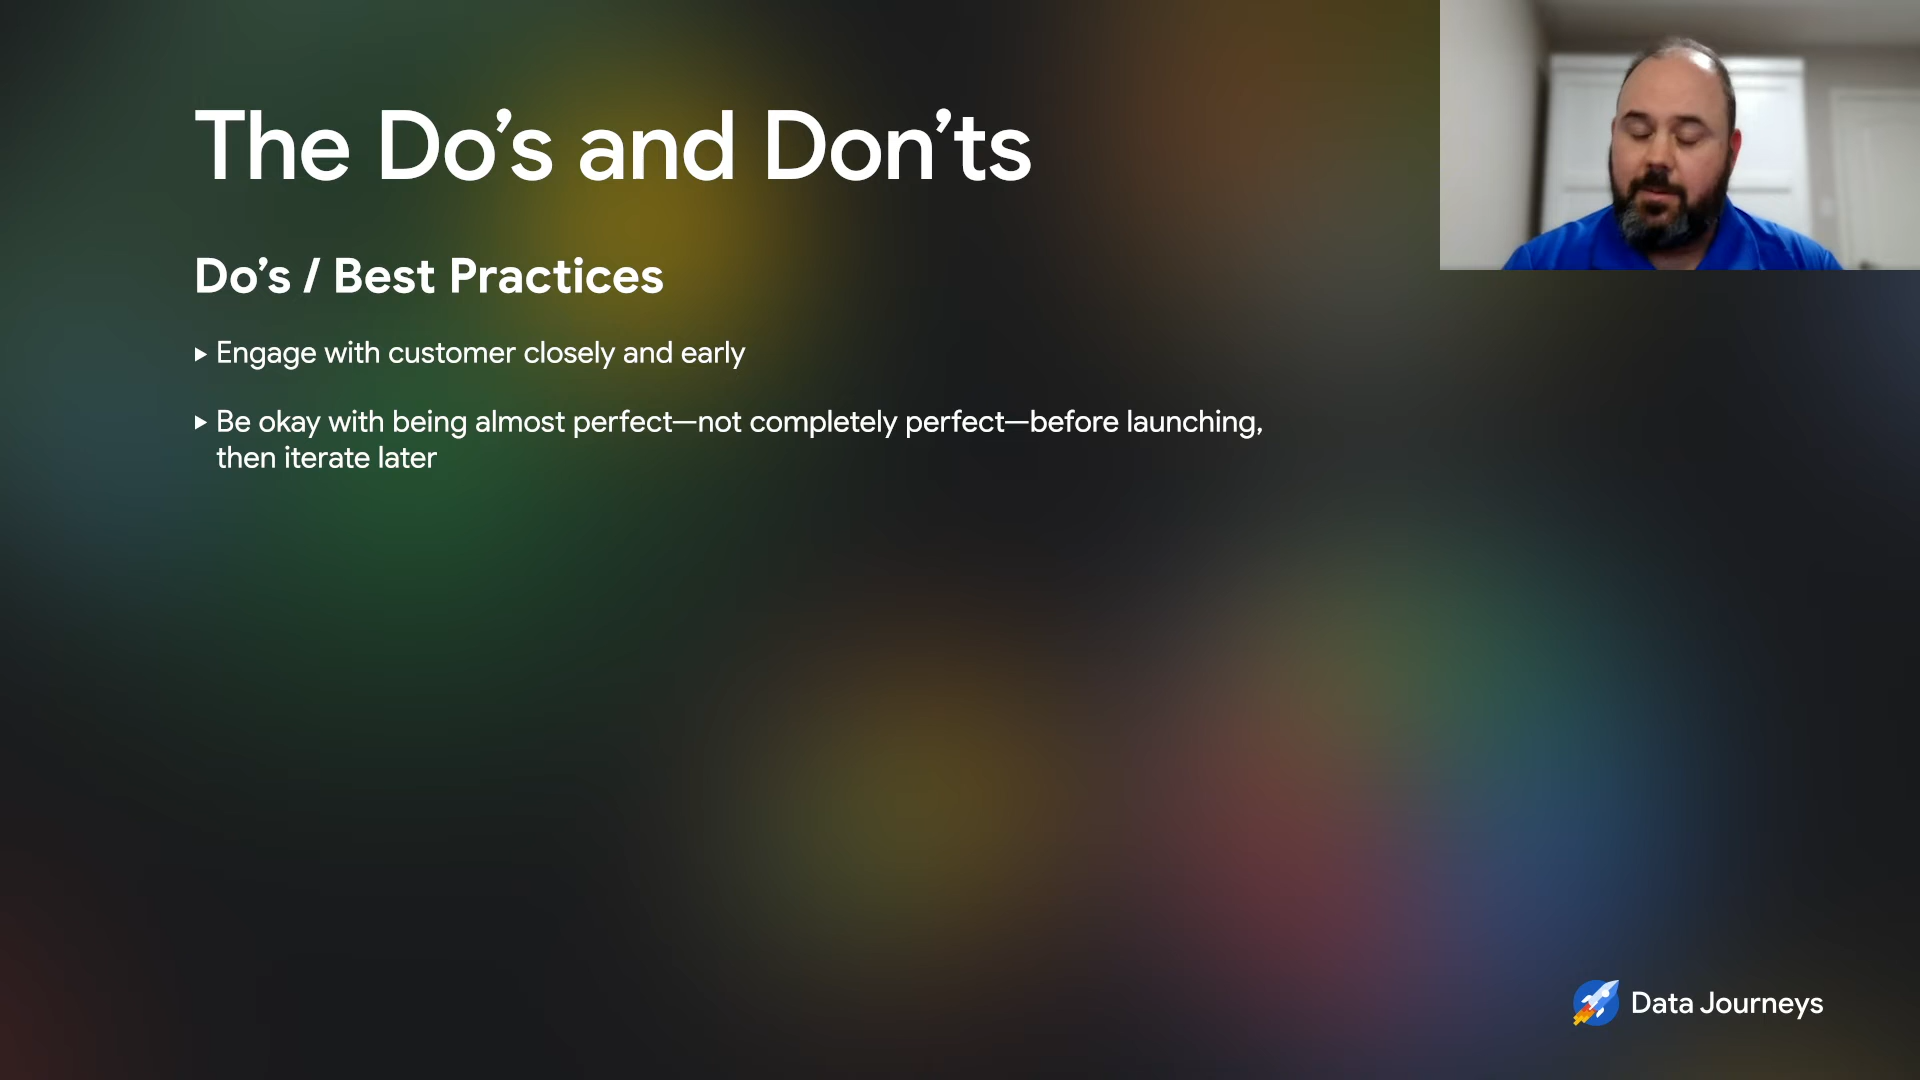 The Do’s and Don’ts
Do’s / Best Practices
▸ Engage with customer closely and early
▸ Be okay with being almost perfect—not completely perfect—before launching,
then iterate later
Data Journeys